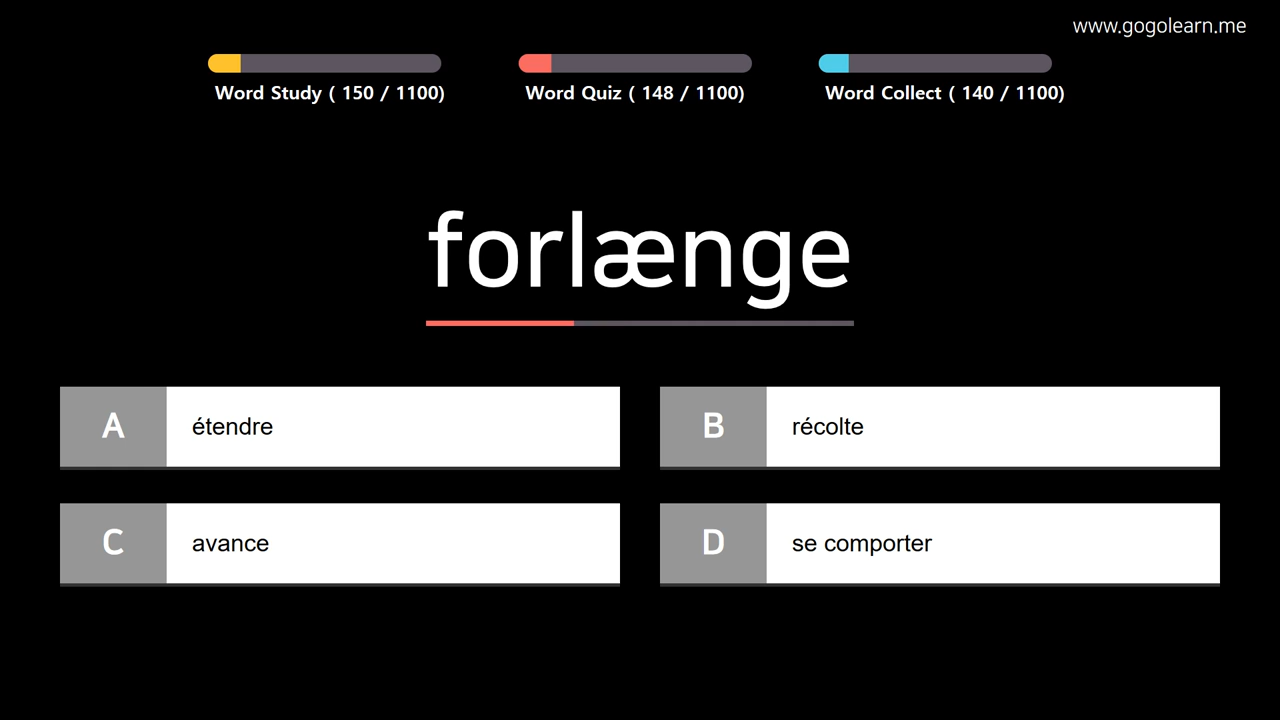 www.gogolearn.me
Word Study ( 150 / 1100)
Word Quiz ( 148 / 1100)
Word Collect ( 140 / 1100)
forlænge
A
étendre
B
récolte
C
avance
D
se comporter